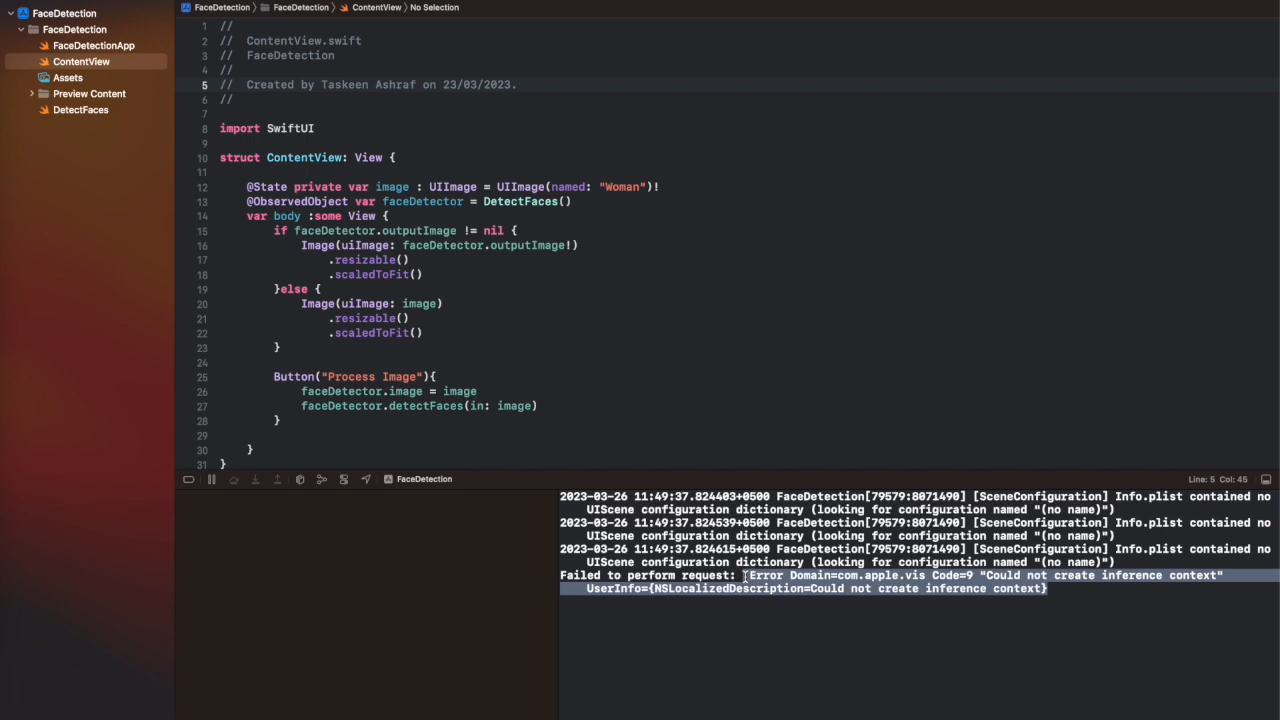 FaceDetection
FaceDetection
FaceDetectionApp
ContentView
Assets
Preview Content
DetectFaces
FaceDetection FaceDetection ContentView No Selection
1 //
2 // ContentView.swift
3 // FaceDetection
4 //
5 // Created by Taskeen Ashraf on 23/03/2023.
6 //
7
8 import SwiftUI
9
10 struct ContentView: View {
11
12 @State private var image : UIImage = UIImage(named: "Woman")!
13 @ObservedObject var faceDetector = DetectFaces()
14 var body :some View {
15 if faceDetector.outputImage != nil {
16 Image(uiImage: faceDetector.outputImage!)
17 .resizable()
18 .scaledToFit()
19 }else {
20 Image(uiImage: image)
21 .resizable()
22 .scaledToFit()
23 }
24
25 Button("Process Image"){
26 faceDetector.image = image
27 faceDetector.detectFaces(in: image)
28 }
29
30 }
31 }
FaceDetection
Line: 5 Col: 45
2023-03-26 11:49:37.824403+0500 FaceDetection[79579:8071490] [SceneConfiguration] Info.plist contained no
UIScene configuration dictionary (looking for configuration named "(no name)")
2023-03-26 11:49:37.824539+0500 FaceDetection[79579:8071490] [SceneConfiguration] Info.plist contained no
UIScene configuration dictionary (looking for configuration named "(no name)")
2023-03-26 11:49:37.824615+0500 FaceDetection[79579:8071490] [SceneConfiguration] Info.plist contained no
UIScene configuration dictionary (looking for configuration named "(no name)")
Failed to perform request: Error Domain=com.apple.vis Code=9 "Could not create inference context"
UserInfo={NSLocalizedDescription=Could not create inference context}